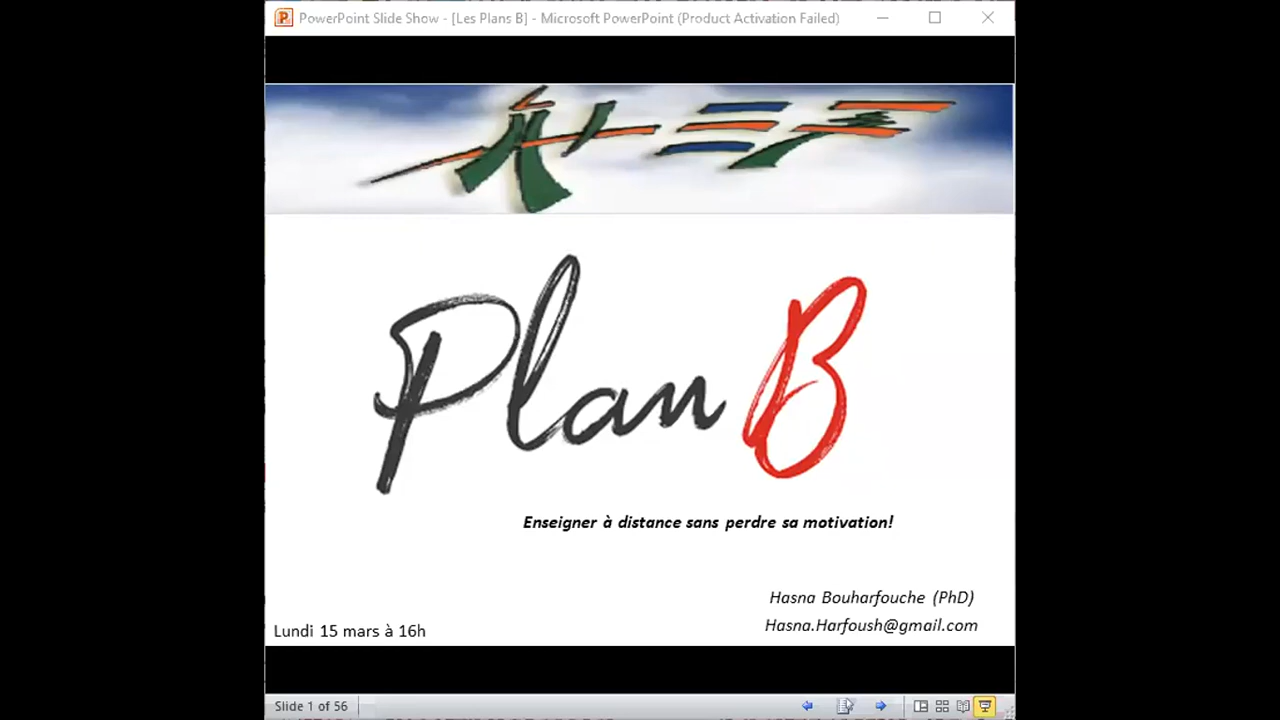 PowerPoint Slide Show - [Les Plans B] - Microsoft PowerPoint (Product Activation Failed)
Plan B
Enseigner à distance sans perdre sa motivation!
Hasna Bouharfouche (PhD)
Hasna.Harfoush@gmail.com
Lundi 15 mars à 16h
Slide 1 of 56